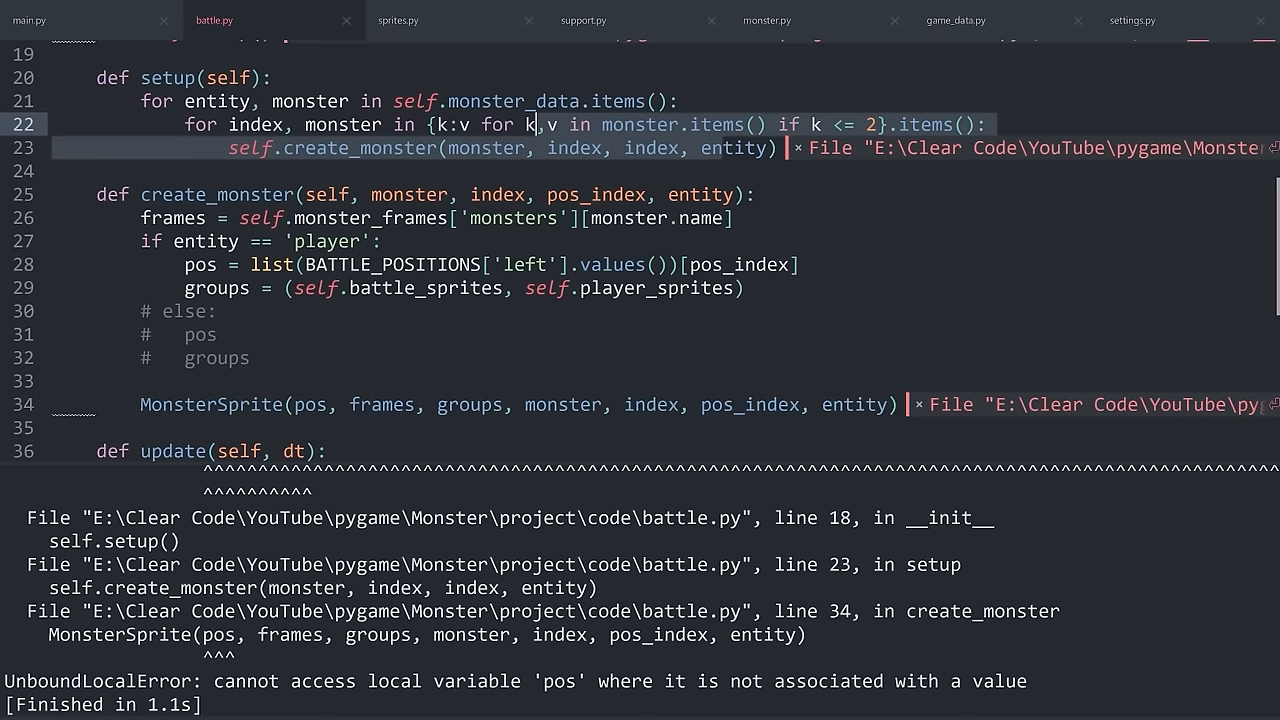 main.py × battle.py × sprites.py × support.py × monster.py × game_data.py × settings.py ×
19
20 def setup(self):
21 for entity, monster in self.monster_data.items():
22 for index, monster in {k:v for k,v in monster.items() if k <= 2}.items():
23 self.create_monster(monster, index, index, entity) × File "E:\Clear Code\YouTube\pygame\Monster
24
25 def create_monster(self, monster, index, pos_index, entity):
26 frames = self.monster_frames['monsters'][monster.name]
27 if entity == 'player':
28 pos = list(BATTLE_POSITIONS['left'].values())[pos_index]
29 groups = (self.battle_sprites, self.player_sprites)
30 # else:
31 # pos
32 # groups
33
34 MonsterSprite(pos, frames, groups, monster, index, pos_index, entity) × File "E:\Clear Code\YouTube\py
35
36 def update(self, dt):
^^^^^^^^^^^^^^^^^^^^^^^^^^^^^^^^^^^^^^^^^^^^^^^^^^^^^^^^^^^^^^^^^^^^^^^^^^^^^^^^^^^^^^^^^^^^^^^^^^
^^^^^^^^^^
File "E:\Clear Code\YouTube\pygame\Monster\project\code\battle.py", line 18, in __init__
self.setup()
File "E:\Clear Code\YouTube\pygame\Monster\project\code\battle.py", line 23, in setup
self.create_monster(monster, index, index, entity)
File "E:\Clear Code\YouTube\pygame\Monster\project\code\battle.py", line 34, in create_monster
MonsterSprite(pos, frames, groups, monster, index, pos_index, entity)
^^^
UnboundLocalError: cannot access local variable 'pos' where it is not associated with a value
[Finished in 1.1s]